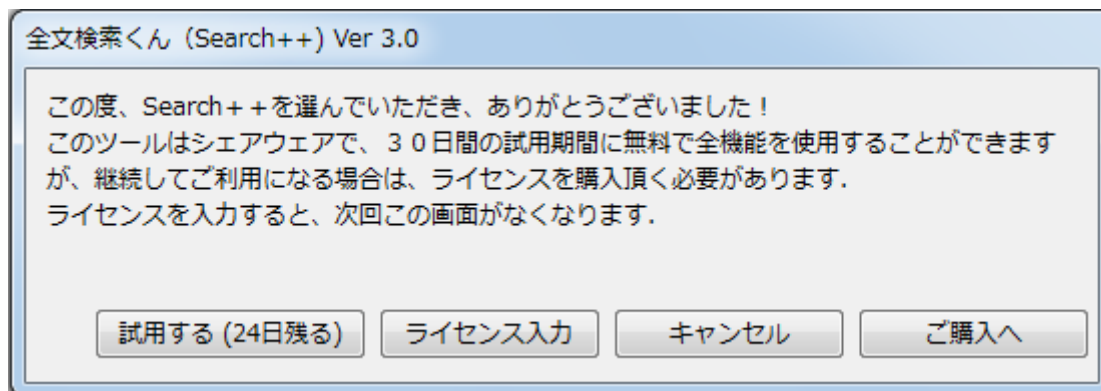 全文検索くん（Search++) Ver 3.0
この度、Search＋＋を選んでいただき、ありがとうございました！
このツールはシェアウェアで、３０日間の試用期間に無料で全機能を使用することができます
が、継続してご利用になる場合は、ライセンスを購入頂く必要があります．
ライセンスを入力すると、次回この画面がなくなります．
試用する (24日残る)
ライセンス入力
キャンセル
ご購入へ